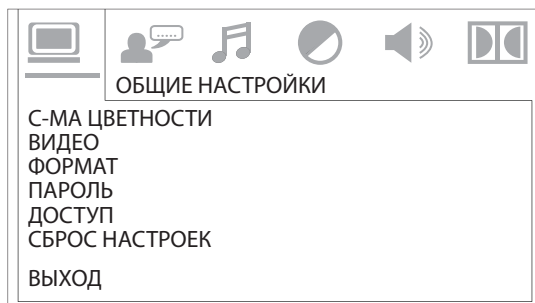 ОБЩИЕ НАСТРОЙКИ
С-МА ЦВЕТНОСТИ
ВИДЕО
ФОРМАТ
ПАРОЛЬ
ДОСТУП
СБРОС НАСТРОЕК
ВЫХОД